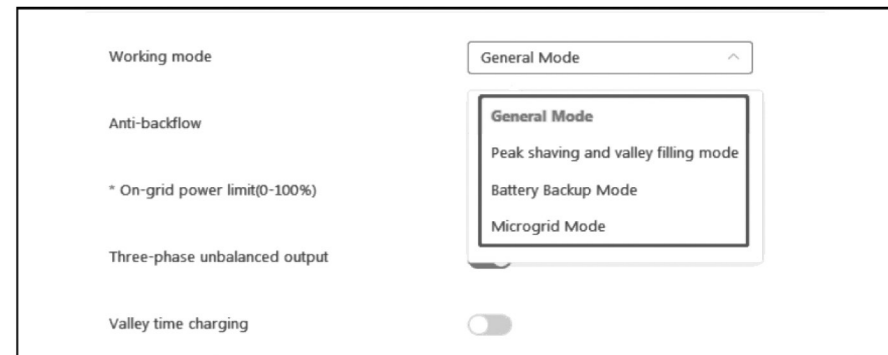 Working mode
General Mode
Anti-backflow
General Mode
Peak shaving and valley filling mode
* On-grid power limit(0-100%)
Battery Backup Mode
Microgrid Mode
Three-phase unbalanced output
Valley time charging